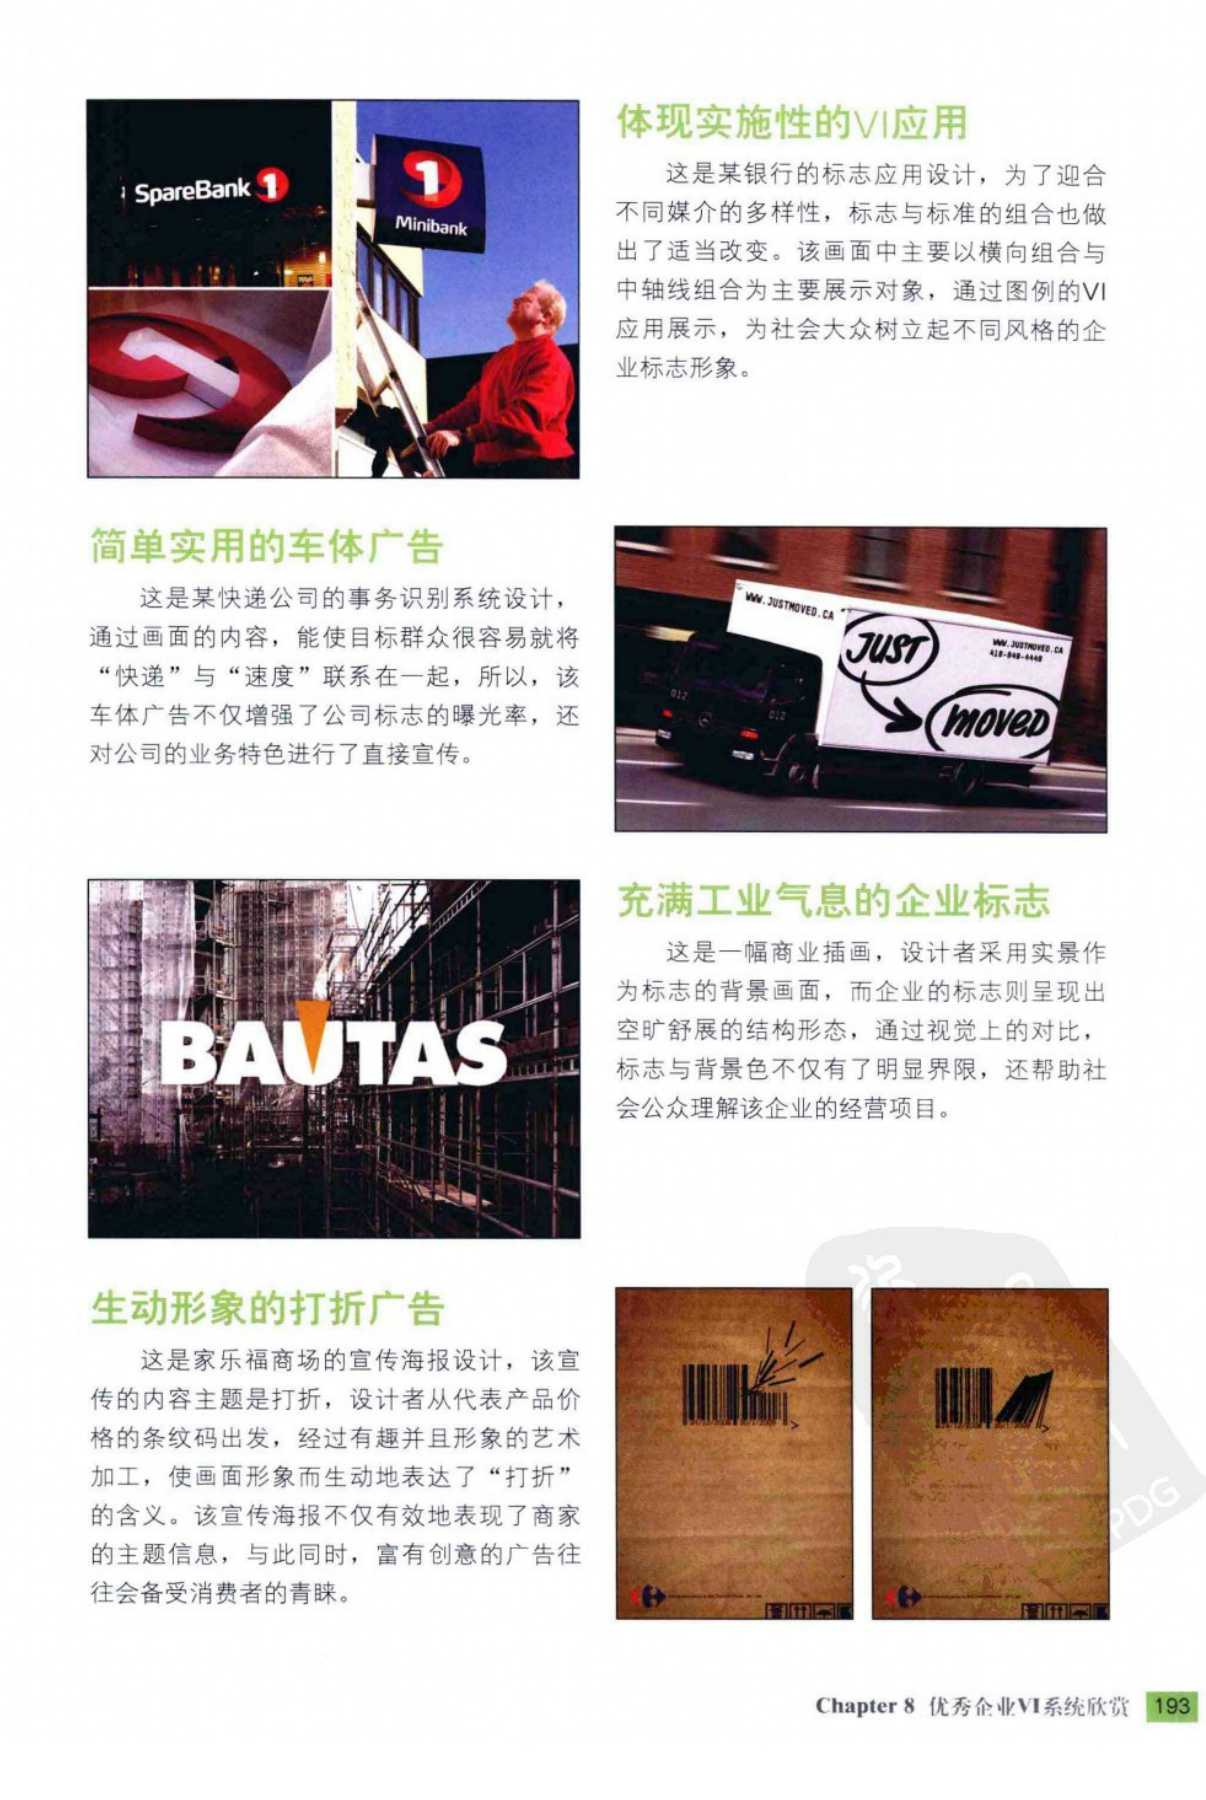 SpareBank 1
1
Minibank
体现实施性的VI应用
这是某银行的标志应用设计，为了迎合
不同媒介的多样性，标志与标准的组合也做
出了适当改变。该画面中主要以横向组合与
中轴线组合为主要展示对象，通过图例的VI
应用展示，为社会大众树立起不同风格的企
业标志形象。
简单实用的车体广告
这是某快递公司的事务识别系统设计，
通过画面的内容，能使目标群众很容易就将
“快递”与“速度”联系在一起，所以，该
车体广告不仅增强了公司标志的曝光率，还
对公司的业务特色进行了直接宣传。
WWW.JUSTMOVED.CA
JUST
WWW.JUSTMOVED.CA
012
012
MOVED
BAUTAS
充满工业气息的企业标志
这是一幅商业插画，设计者采用实景作
为标志的背景画面，而企业的标志则呈现出
空旷舒展的结构形态，通过视觉上的对比，
标志与背景色不仅有了明显界限，还帮助社
会公众理解该企业的经营项目。
生动形象的打折广告
这是家乐福商场的宣传海报设计，该宣
传的内容主题是打折，设计者从代表产品价
格的条纹码出发，经过有趣并且形象的艺术
加工，使画面形象而生动地表达了“打折”
的含义。该宣传海报不仅有效地表现了商家
的主题信息，与此同时，富有创意的广告往
往会备受消费者的青睐。
PDG
Chapter 8 优秀企业VI系统欣赏 193